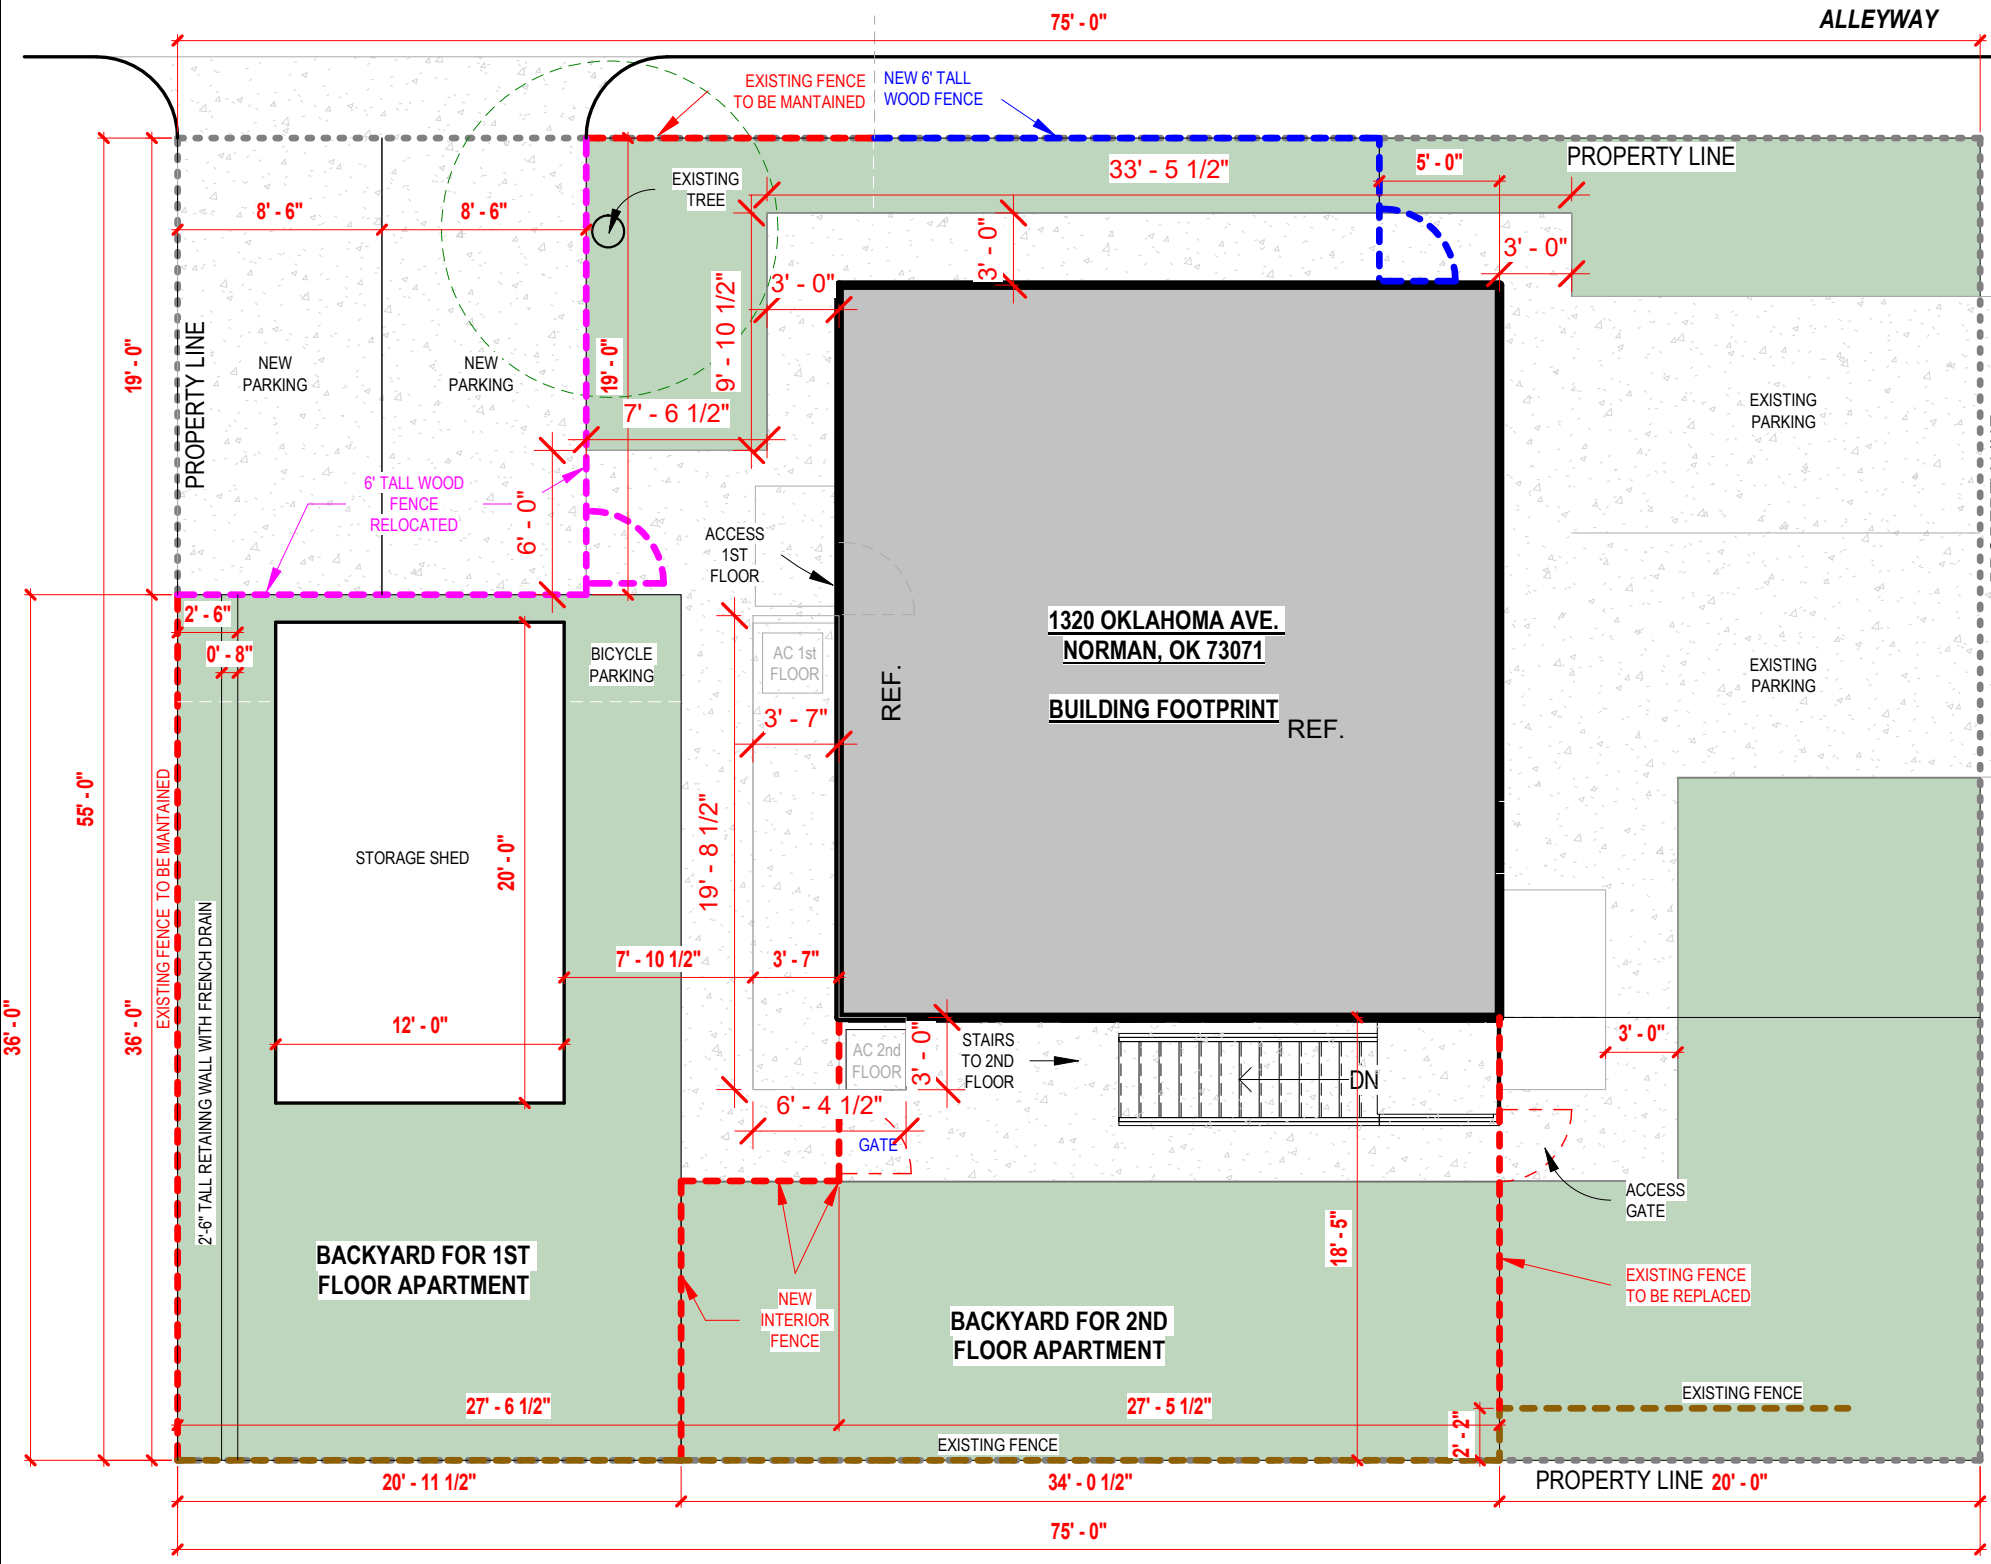 75' - 0"
ALLEYWAY
EXISTING FENCE
TO BE MANTAINED
NEW 6' TALL
WOOD FENCE
PROPERTY LINE
33' - 5 1/2"
5' - 0"
EXISTING
TREE
8' - 6"
8' - 6"
3' - 0"
3' - 0"
3' - 0"
9' - 10 1/2"
19' - 0"
PROPERTY LINE
NEW
PARKING
NEW
PARKING
19' - 0"
7' - 6 1/2"
EXISTING
PARKING
6' TALL WOOD
FENCE
RELOCATED
6' - 0"
ACCESS
1ST
FLOOR
2' - 6"
0' - 8"
BICYCLE
PARKING
AC 1st
FLOOR
REF.
3' - 7"
1320 OKLAHOMA AVE.
NORMAN, OK 73071
BUILDING FOOTPRINT
REF.
EXISTING
PARKING
55' - 0"
EXISTING FENCE TO BE MANTAINED
STORAGE SHED
20' - 0"
19' - 8 1/2"
2'-6" TALL RETAINING WALL WITH FRENCH DRAIN
7' - 10 1/2"
3' - 7"
36' - 0"
36' - 0"
12' - 0"
AC 2nd
FLOOR
3' - 0"
STAIRS
TO 2ND
FLOOR
DN
3' - 0"
6' - 4 1/2"
GATE
ACCESS
GATE
18' - 5"
BACKYARD FOR 1ST
FLOOR APARTMENT
NEW
INTERIOR
FENCE
BACKYARD FOR 2ND
FLOOR APARTMENT
EXISTING FENCE
TO BE REPLACED
27' - 6 1/2"
27' - 5 1/2"
EXISTING FENCE
2' - 2"
EXISTING FENCE
20' - 11 1/2"
34' - 0 1/2"
PROPERTY LINE
20' - 0"
75' - 0"